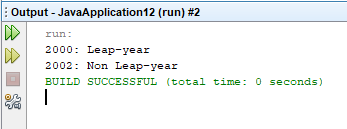 Output - JavaApplication12 (run) #2
run:
2000: Leap-year
2002: Non Leap-year
BUILD SUCCESSFUL (total time: 0 seconds)